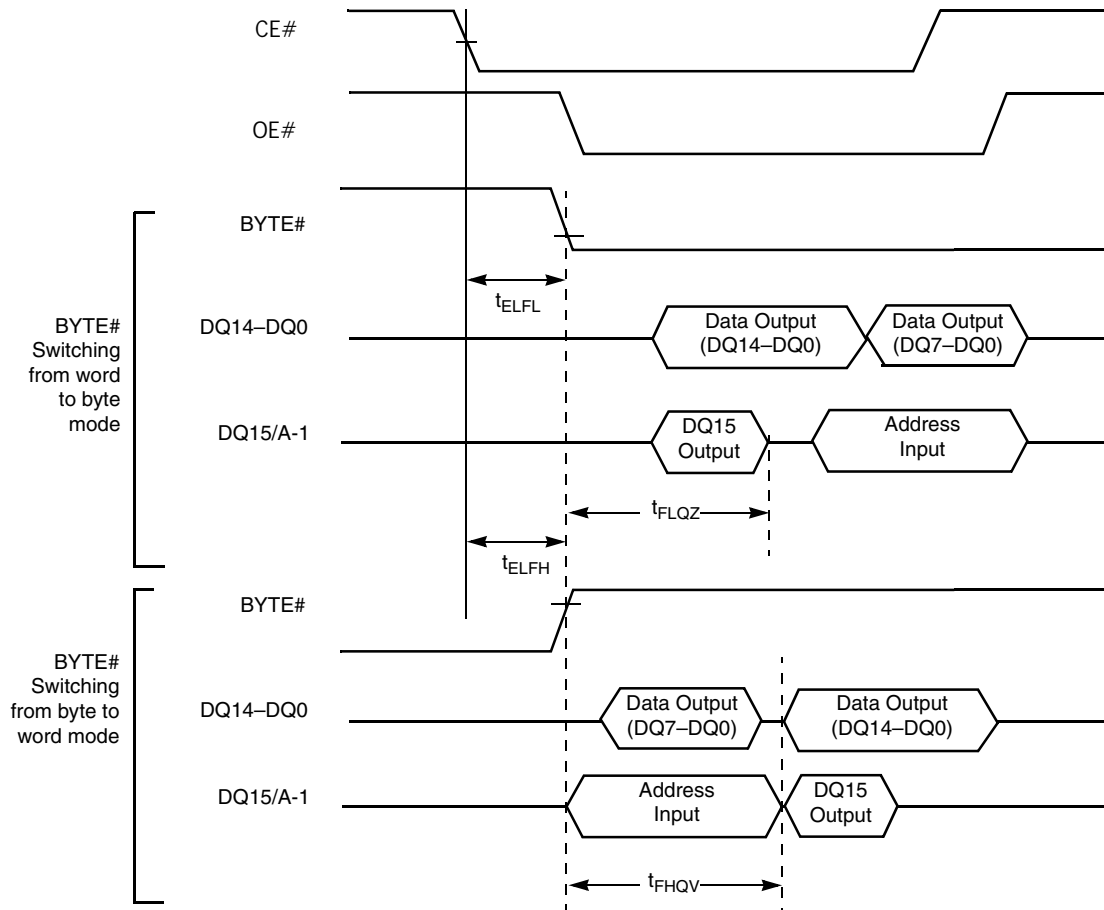 CE#
OE#
BYTE#
Switching
from word
to byte
mode
BYTE#
tELFL
DQ14–DQ0
Data Output
(DQ14–DQ0)
Data Output
(DQ7–DQ0)
DQ15/A-1
DQ15
Output
Address
Input
tFLQZ
tELFH
BYTE#
Switching
from byte to
word mode
BYTE#
DQ14–DQ0
Data Output
(DQ7–DQ0)
Data Output
(DQ14–DQ0)
DQ15/A-1
Address
Input
DQ15
Output
tFHQV